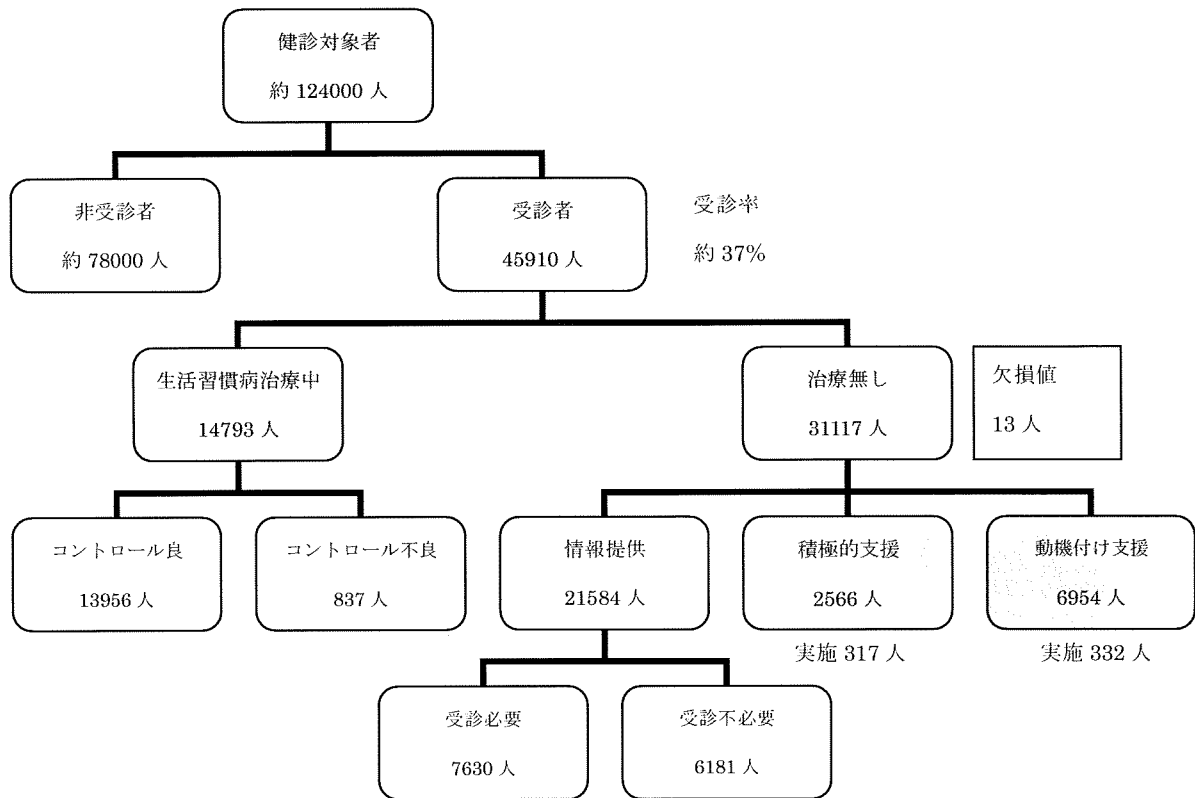 健診対象者
約 124000 人
非受診者
約 78000 人
受診者
45910 人
受診率
約 37%
生活習慣病治療中
14793 人
治療無し
31117 人
欠損値
13 人
コントロール良
13956 人
コントロール不良
837 人
情報提供
21584 人
積極的支援
2566 人
動機付け支援
6954 人
実施 317 人
実施 332 人
受診必要
7630 人
受診不必要
6181 人